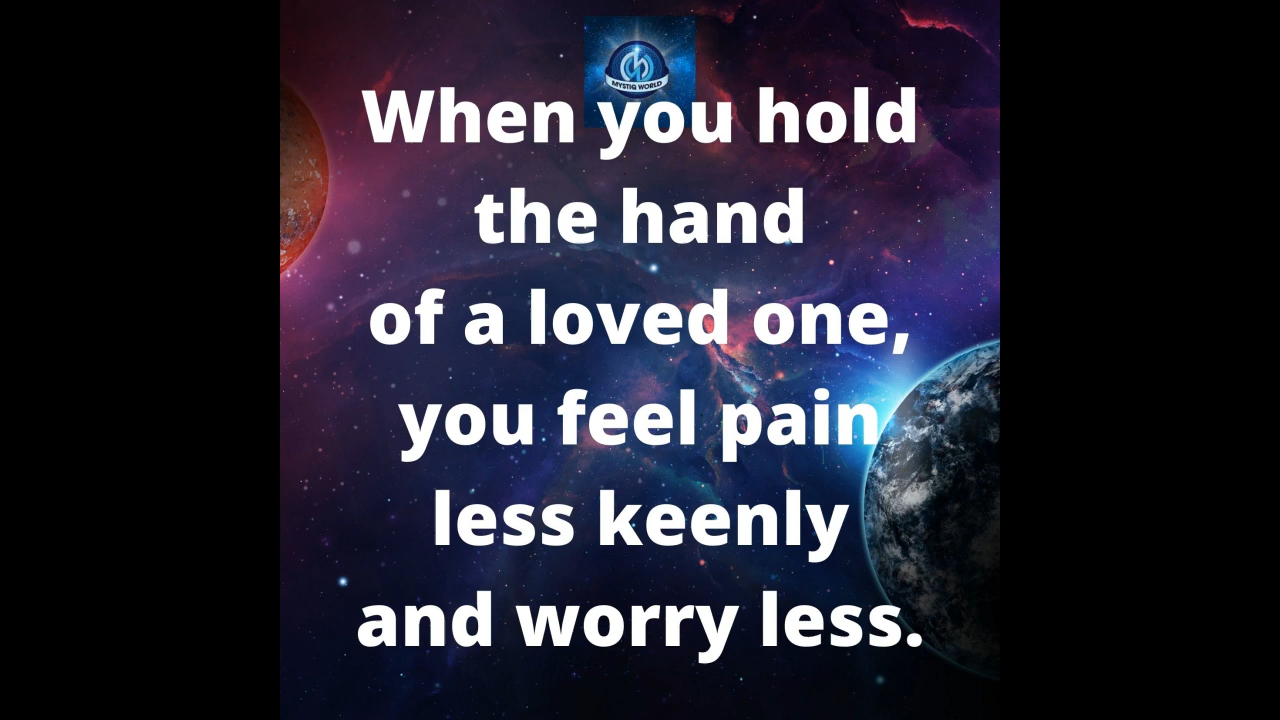 MYSTIQ WORLD
When you hold
the hand
of a loved one,
you feel pain
less keenly
and worry less.